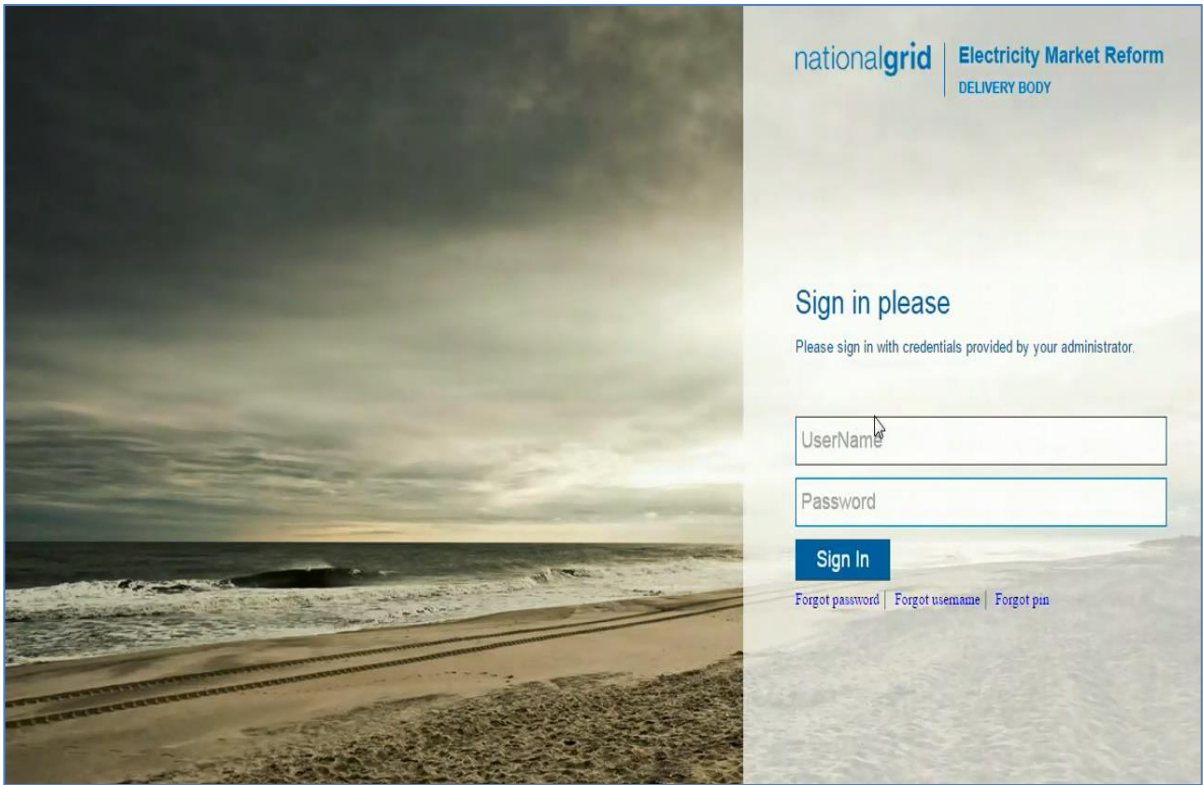 nationalgrid
Electricity Market Reform
DELIVERY BODY
Sign in please
Please sign in with credentials provided by your administrator.
UserName
Password
Sign In
Forgot password | Forgot username | Forgot pin